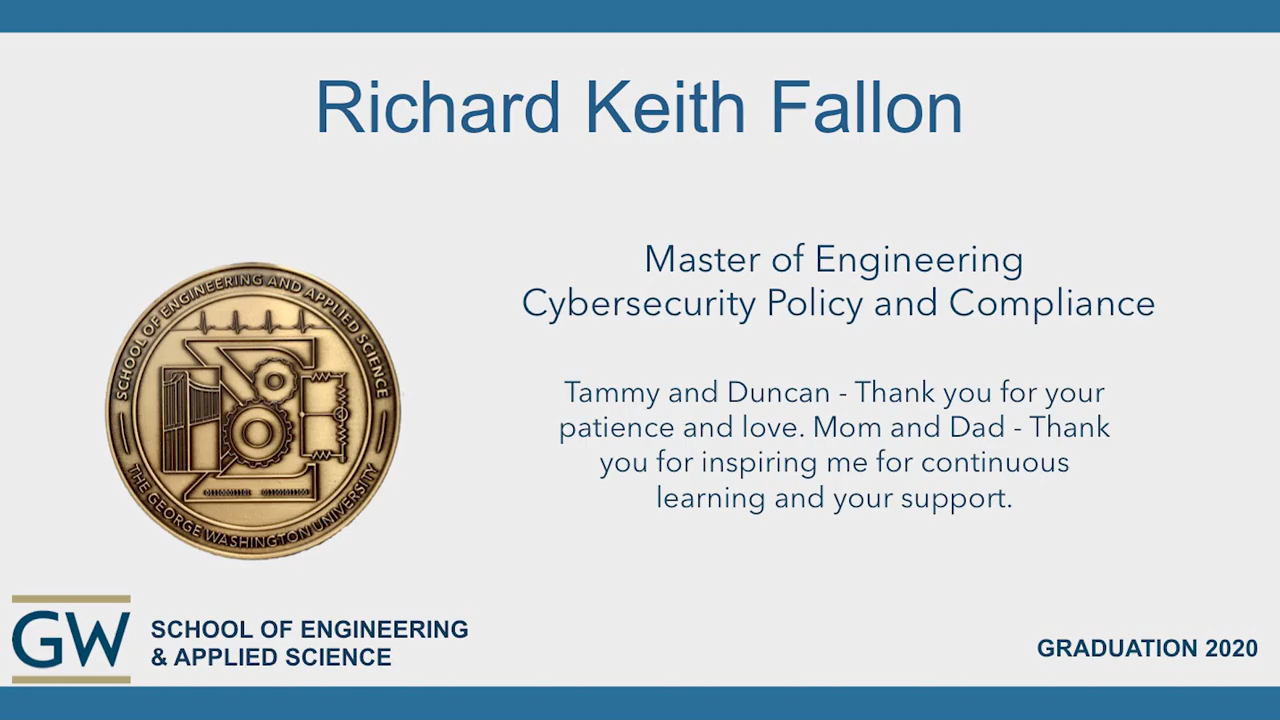 Richard Keith Fallon
Master of Engineering
Cybersecurity Policy and Compliance
Tammy and Duncan - Thank you for your
patience and love. Mom and Dad - Thank
you for inspiring me for continuous
learning and your support.
SCHOOL OF ENGINEERING AND APPLIED SCIENCE
THE GEORGE WASHINGTON UNIVERSITY
GW
SCHOOL OF ENGINEERING
& APPLIED SCIENCE
GRADUATION 2020